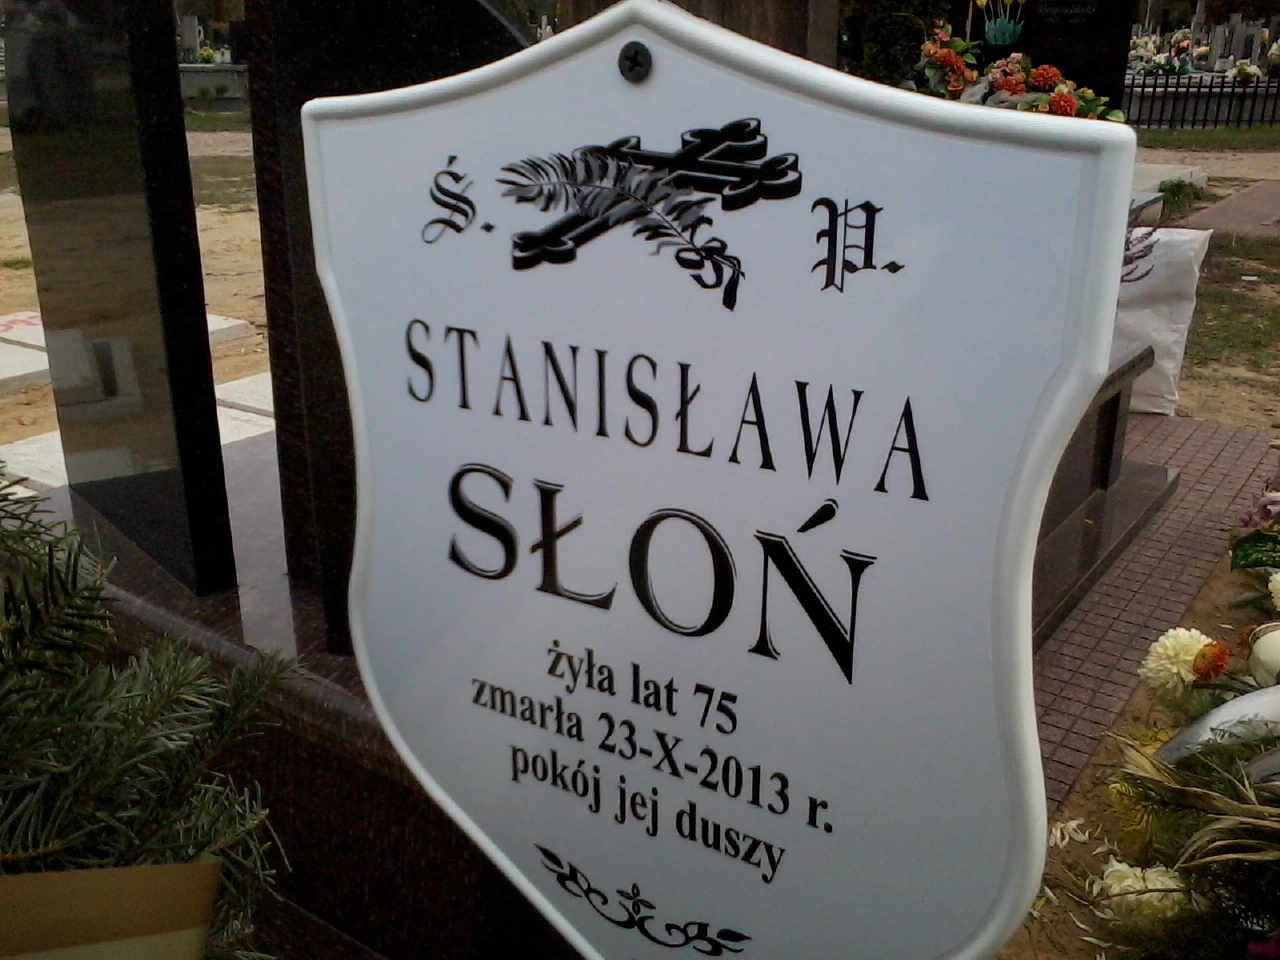 Ś. P.
STANISŁAWA
SŁOŃ
żyła lat 75
zmarła 23-X-2013 r.
pokój jej duszy